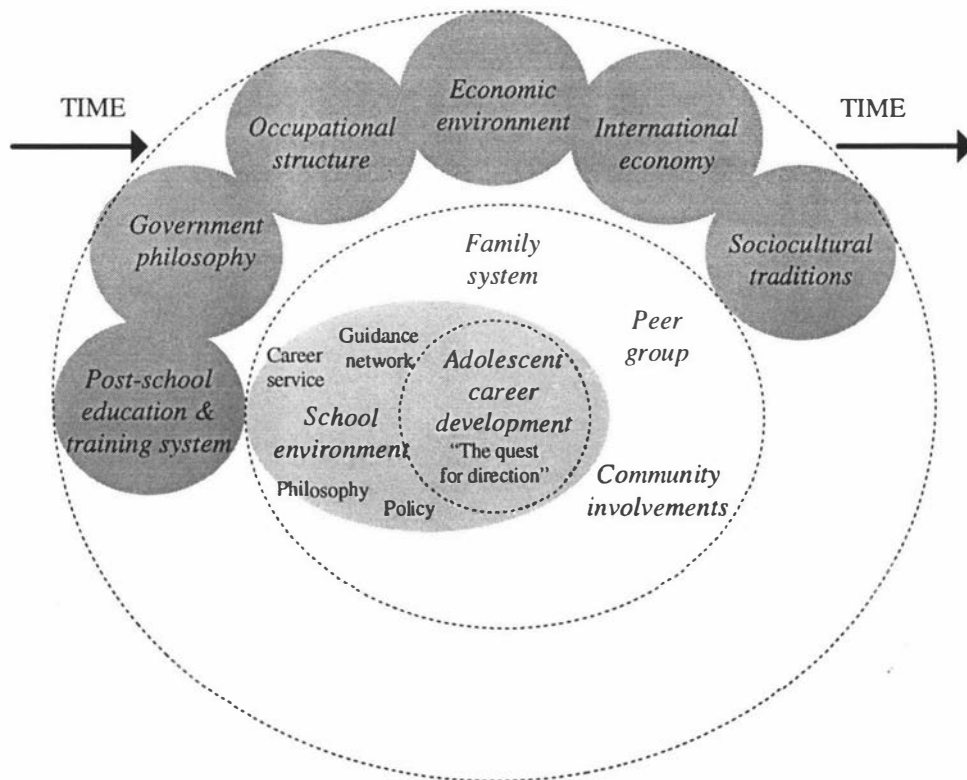 TIME
TIME
Economic
environment
Occupational
structure
International
economy
Government
philosophy
Sociocultural
traditions
Family
system
Peer
group
Post-school
education &
training system
Career
service
Guidance
network
School
environment
Philosophy
Policy
Adolescent
career
development
"The quest
for direction"
Community
involvements